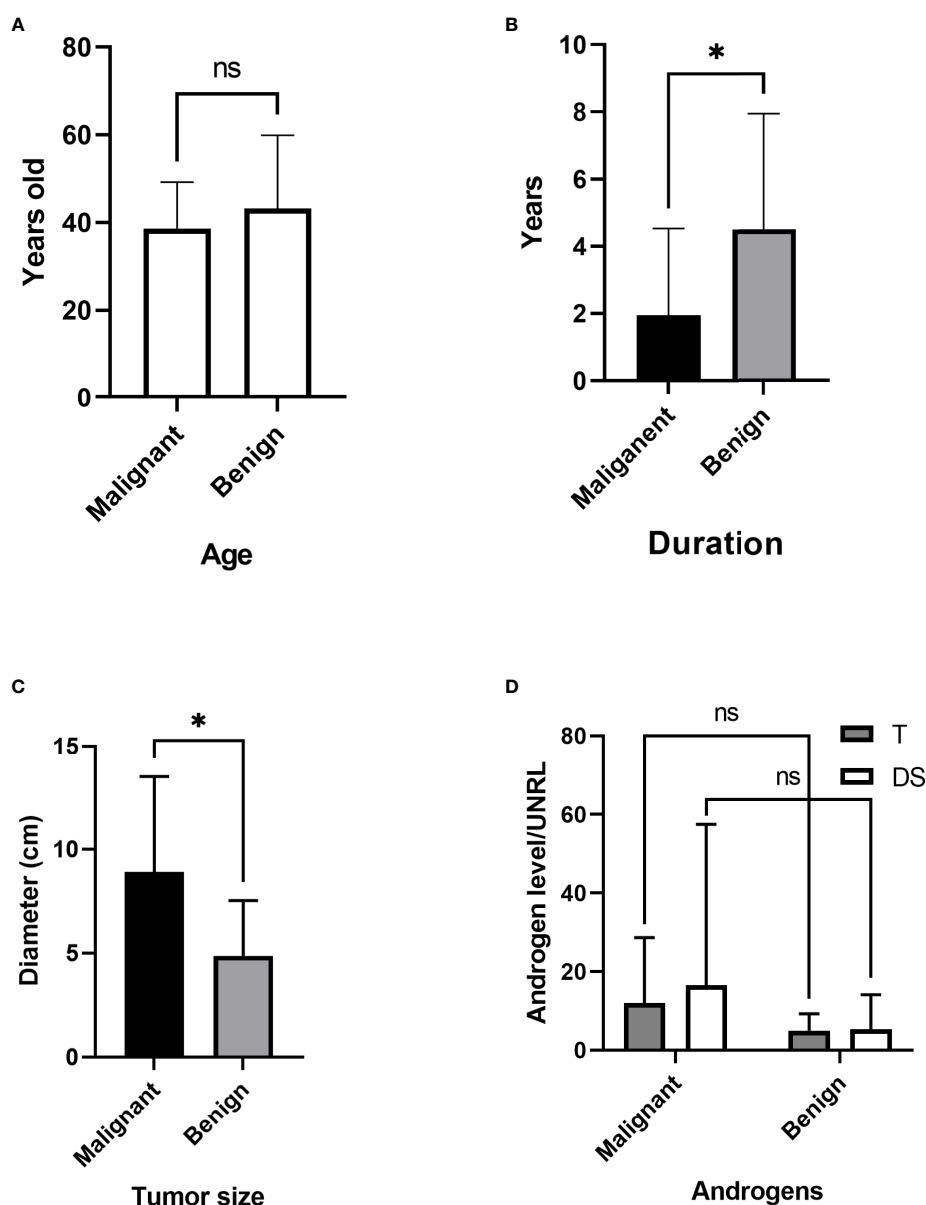 A
80
60
40
20
0
Years old
ns
Malignant
Benign
Age
B
10
8
6
4
2
0
Years
*
Maliganent
Benign
Duration
C
15
10
5
0
Diameter (cm)
*
Malignant
Benign
Tumor size
D
80
60
40
20
0
Androgen level/UNRL
ns
ns
T
DS
Malignant
Benign
Androgens